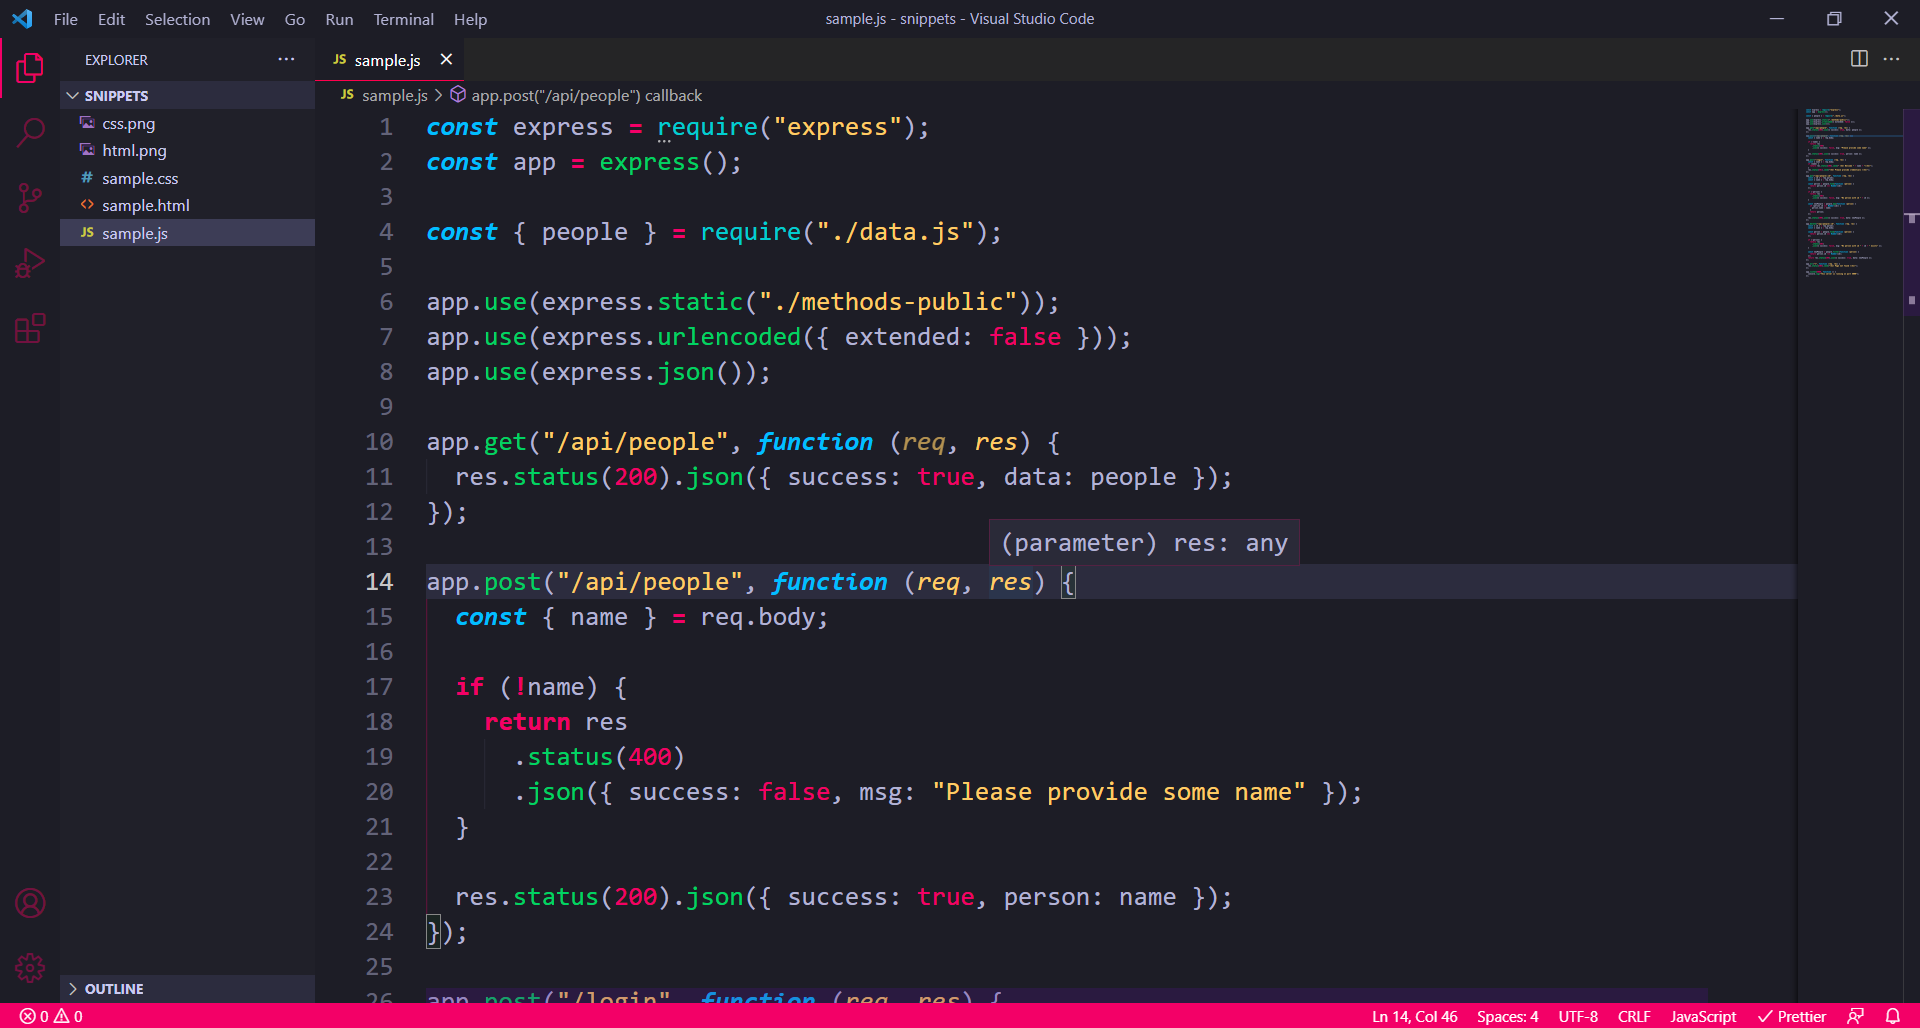 File Edit Selection View Go Run Terminal Help
sample.js - snippets - Visual Studio Code
EXPLORER
SNIPPETS
css.png
html.png
# sample.css
<> sample.html
JS sample.js
OUTLINE
JS sample.js
JS sample.js > app.post("/api/people") callback
1 const express = require("express");
2 const app = express();
3
4 const { people } = require("./data.js");
5
6 app.use(express.static("./methods-public"));
7 app.use(express.urlencoded({ extended: false }));
8 app.use(express.json());
9
10 app.get("/api/people", function (req, res) {
11 res.status(200).json({ success: true, data: people });
12 });
13
(parameter) res: any
14 app.post("/api/people", function (req, res) {
15 const { name } = req.body;
16
17 if (!name) {
18 return res
19 .status(400)
20 .json({ success: false, msg: "Please provide some name" });
21 }
22
23 res.status(200).json({ success: true, person: name });
24 });
25
26 app.post("/login", function (req, res) {
0 0
Ln 14, Col 46 Spaces: 4 UTF-8 CRLF JavaScript Prettier